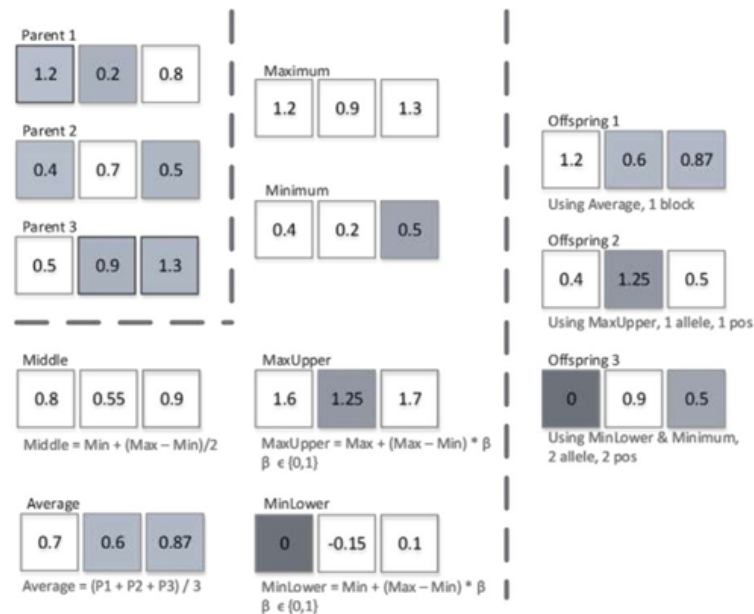 Parent 1
1.2 0.2 0.8
Parent 2
0.4 0.7 0.5
Parent 3
0.5 0.9 1.3
Maximum
1.2 0.9 1.3
Minimum
0.4 0.2 0.5
Middle
0.8 0.55 0.9
Middle = Min + (Max – Min)/2
Average
0.7 0.6 0.87
Average = (P1 + P2 + P3) / 3
MaxUpper
1.6 1.25 1.7
MaxUpper = Max + (Max – Min) * β
β ϵ {0,1}
MinLower
0 -0.15 0.1
MinLower = Min + (Max – Min) * β
β ϵ {0,1}
Offspring 1
1.2 0.6 0.87
Using Average, 1 block
Offspring 2
0.4 1.25 0.5
Using MaxUpper, 1 allele, 1 pos
Offspring 3
0 0.9 0.5
Using MinLower & Minimum,
2 allele, 2 pos